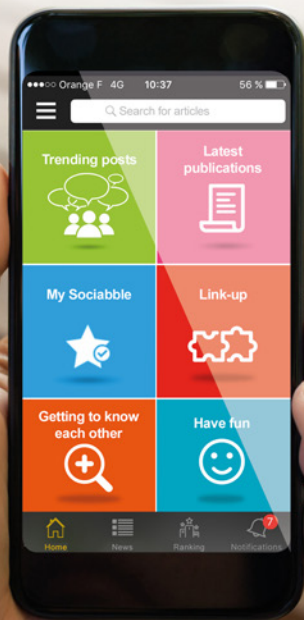 Orange F 4G 10:37 56 %
Search for articles
Trending posts
Latest
publications
My Sociabble
Link-up
Getting to know
each other
Have fun
7
Home News Ranking Notifications